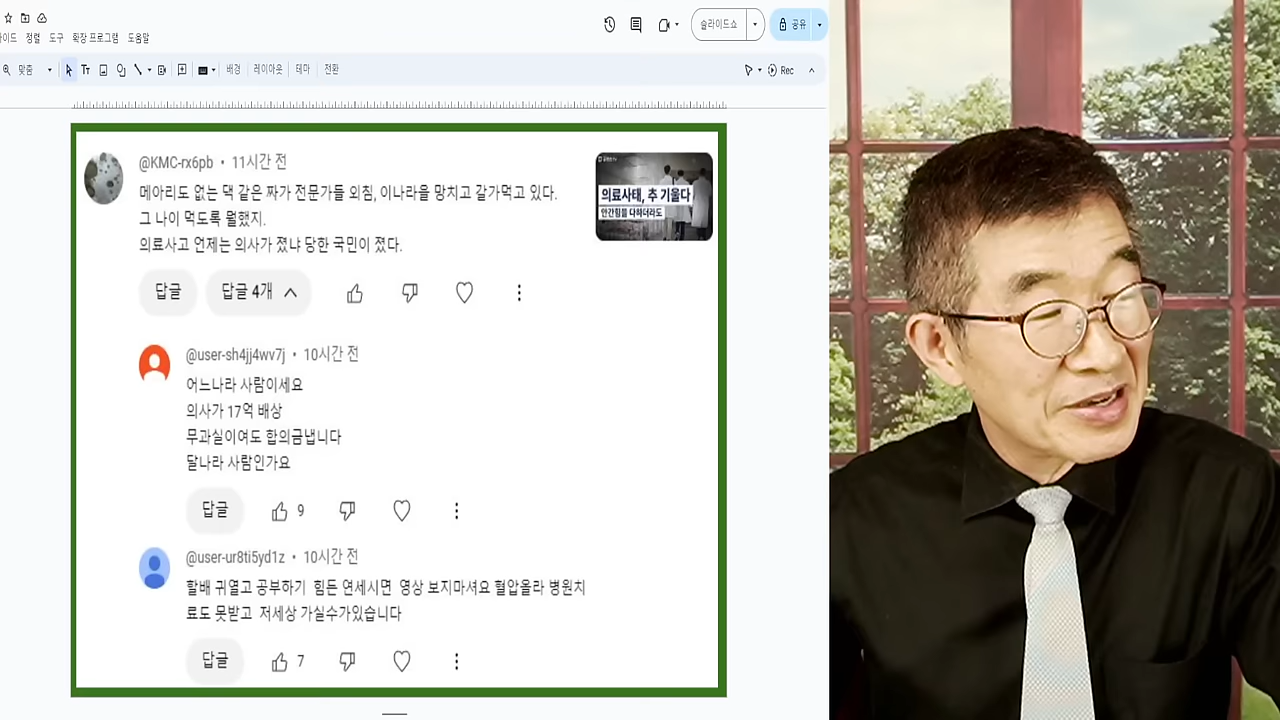 이드 정렬 도구 확장 프로그램 도움말
슬라이드쇼
공유
맞춤
배경 레이아웃 테마 전환
Rec
@KMC-rx6pb • 11시간 전
메아리도 없는 댁 같은 짜가 전문가들 외침, 이나라을 망치고 갈가먹고 있다.
그 나이 먹도록 뭘했지.
의료사고 언제는 의사가 졌냐 당한 국민이 졌다.
의료사태, 추 기울다
안간힘을 다하더라도
답글 답글 4개
@user-sh4jj4wv7j • 10시간 전
어느나라 사람이세요
의사가 17억 배상
무과실이여도 합의금냅니다
달나라 사람인가요
답글 9
@user-ur8ti5yd1z • 10시간 전
할배 귀열고 공부하기 힘든 연세시면 영상 보지마셔요 혈압올라 병원치
료도 못받고 저세상 가실수가있습니다
답글 7